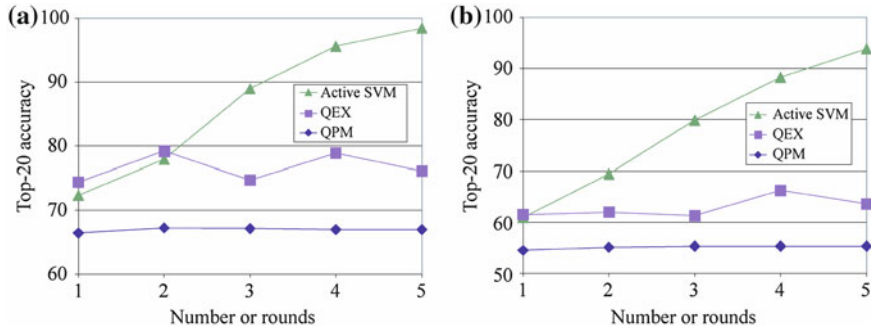 (a)
100
90
80
70
60
Top-20 accuracy
Active SVM
QEX
QPM
1 2 3 4 5
Number or rounds
(b)
100
90
80
70
60
50
Top-20 accuracy
Active SVM
QEX
QPM
1 2 3 4 5
Number or rounds